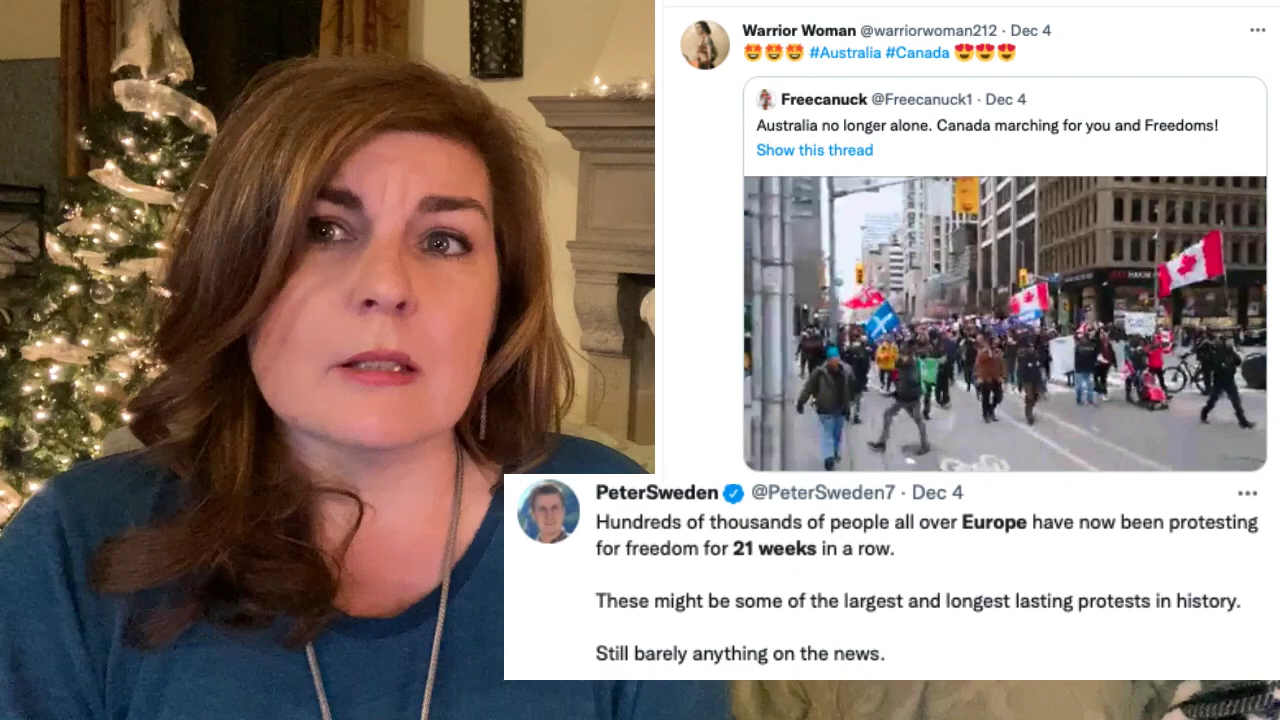 Warrior Woman @warriorwoman212 · Dec 4
🤩🤩🤩 #Australia #Canada 😍😍😍
Freecanuck @Freecanuck1 · Dec 4
Australia no longer alone. Canada marching for you and Freedoms!
Show this thread
PeterSweden @PeterSweden7 · Dec 4
Hundreds of thousands of people all over Europe have now been protesting
for freedom for 21 weeks in a row.
These might be some of the largest and longest lasting protests in history.
Still barely anything on the news.